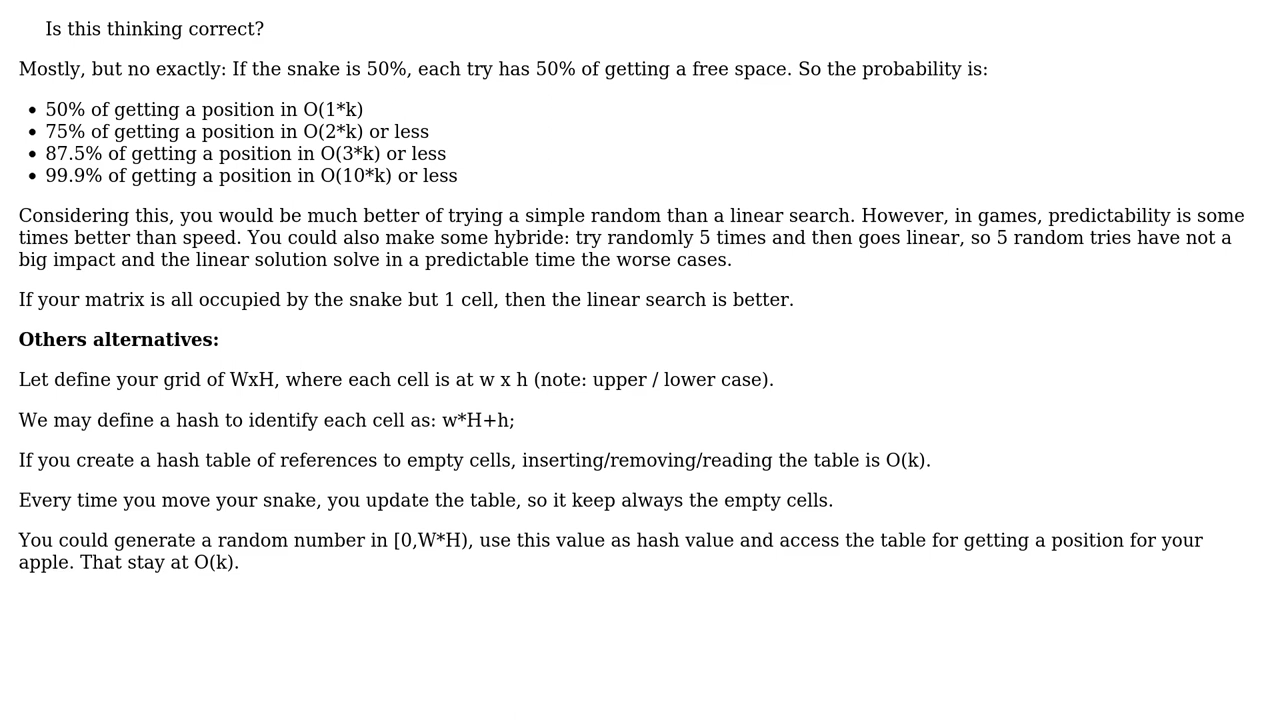 Is this thinking correct?
Mostly, but no exactly: If the snake is 50%, each try has 50% of getting a free space. So the probability is:
• 50% of getting a position in O(1*k)
• 75% of getting a position in O(2*k) or less
• 87.5% of getting a position in O(3*k) or less
• 99.9% of getting a position in O(10*k) or less
Considering this, you would be much better of trying a simple random than a linear search. However, in games, predictability is some
times better than speed. You could also make some hybride: try randomly 5 times and then goes linear, so 5 random tries have not a
big impact and the linear solution solve in a predictable time the worse cases.
If your matrix is all occupied by the snake but 1 cell, then the linear search is better.
Others alternatives:
Let define your grid of WxH, where each cell is at w x h (note: upper / lower case).
We may define a hash to identify each cell as: w*H+h;
If you create a hash table of references to empty cells, inserting/removing/reading the table is O(k).
Every time you move your snake, you update the table, so it keep always the empty cells.
You could generate a random number in [0,W*H), use this value as hash value and access the table for getting a position for your
apple. That stay at O(k).